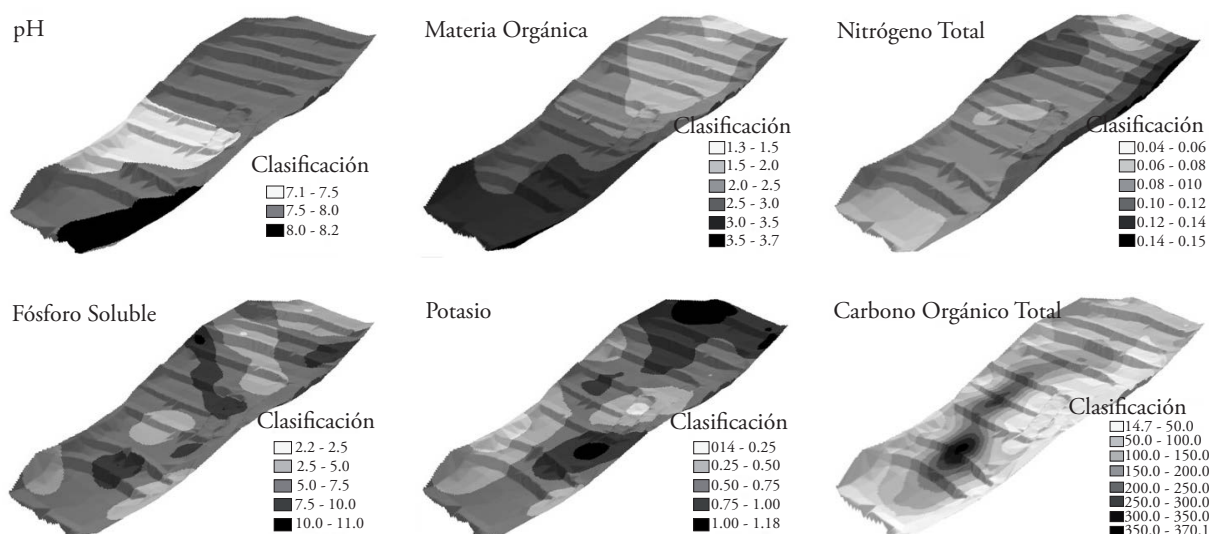 pH
Clasificación
7.1 - 7.5
7.5 - 8.0
8.0 - 8.2
Materia Orgánica
Clasificación
1.3 - 1.5
1.5 - 2.0
2.0 - 2.5
2.5 - 3.0
3.0 - 3.5
3.5 - 3.7
Nitrógeno Total
Clasificación
0.04 - 0.06
0.06 - 0.08
0.08 - 010
0.10 - 0.12
0.12 - 0.14
0.14 - 0.15
Fósforo Soluble
Clasificación
2.2 - 2.5
2.5 - 5.0
5.0 - 7.5
7.5 - 10.0
10.0 - 11.0
Potasio
Clasificación
014 - 0.25
0.25 - 0.50
0.50 - 0.75
0.75 - 1.00
1.00 - 1.18
Carbono Orgánico Total
Clasificación
14.7 - 50.0
50.0 - 100.0
100.0 - 150.0
150.0 - 200.0
200.0 - 250.0
250.0 - 300.0
300.0 - 350.0
350.0 - 370.1